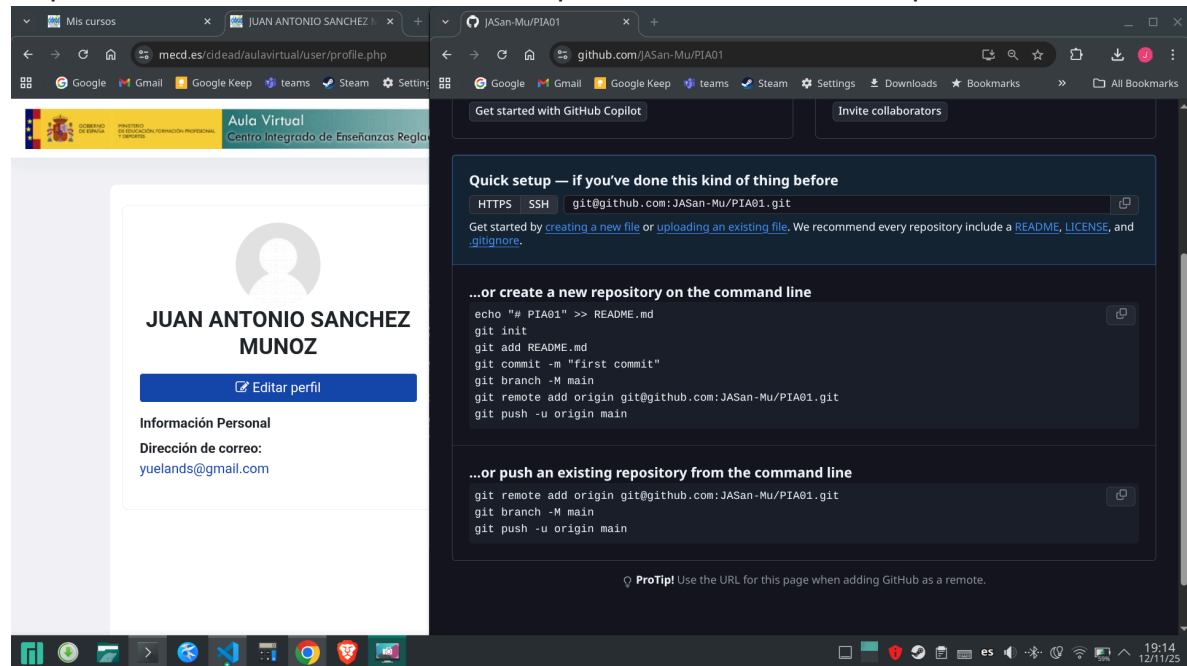 Mis cursos
JUAN ANTONIO SANCHEZ
mecd.es/cidead/aulavirtual/user/profile.php
Google Gmail Google Keep teams Steam Setting
GOBIERNO DE ESPAÑA
MINISTERIO DE EDUCACIÓN, FORMACIÓN PROFESIONAL Y DEPORTES
Aula Virtual
Centro Integrado de Enseñanzas Regla
JUAN ANTONIO SANCHEZ
MUNOZ
Editar perfil
Información Personal
Dirección de correo:
yuelands@gmail.com
JASan-Mu/PIA01
github.com/JASan-Mu/PIA01
Google Gmail Google Keep teams Steam Settings Downloads Bookmarks » All Bookmarks
Get started with GitHub Copilot
Invite collaborators
Quick setup — if you've done this kind of thing before
HTTPS SSH git@github.com:JASan-Mu/PIA01.git
Get started by creating a new file or uploading an existing file. We recommend every repository include a README, LICENSE, and
.gitignore.
...or create a new repository on the command line
echo "# PIA01" >> README.md
git init
git add README.md
git commit -m "first commit"
git branch -M main
git remote add origin git@github.com:JASan-Mu/PIA01.git
git push -u origin main
...or push an existing repository from the command line
git remote add origin git@github.com:JASan-Mu/PIA01.git
git branch -M main
git push -u origin main
ProTip! Use the URL for this page when adding GitHub as a remote.
es
19:14
12/11/25